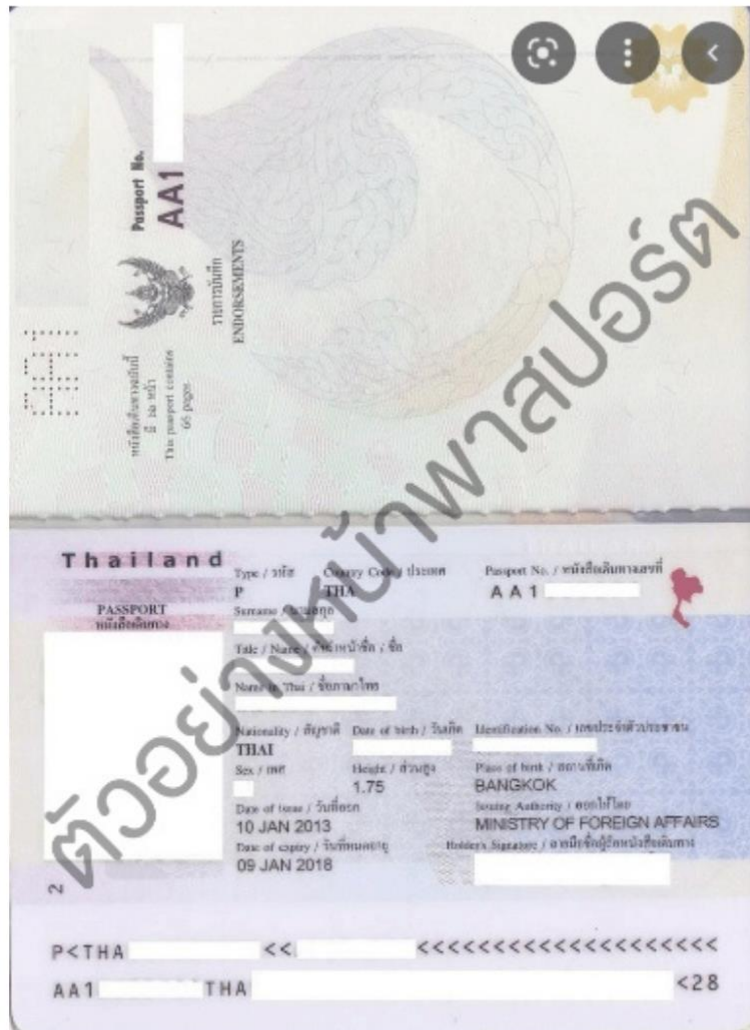 Passport No.
AA1
หนังสือเดินทางฉบับนี้
มี ๖๖ หน้า
This passport contains
66 pages.
รายการบันทึก
ENDORSEMENTS
ตัวอย่างหน้าพาสปอร์ต
Thailand
PASSPORT
หนังสือเดินทาง
Type / รหัส Country Code / ประเทศ Passport No. / หนังสือเดินทางเลขที่
P THA AA1
Surname / นามสกุล
Title / Name / คำนำหน้าชื่อ / ชื่อ
Name in Thai / ชื่อภาษาไทย
Nationality / สัญชาติ Date of birth / วันเกิด Identification No. / เลขประจำตัวประชาชน
THAI
Sex / เพศ Height / ส่วนสูง Place of birth / สถานที่เกิด
1.75 BANGKOK
Date of issue / วันที่ออก Issuing Authority / ออกให้โดย
10 JAN 2013 MINISTRY OF FOREIGN AFFAIRS
Date of expiry / วันที่หมดอายุ Holder's Signature / ลายมือชื่อผู้ถือหนังสือเดินทาง
09 JAN 2018
2
P<THA << <<<<<<<<<<<<<<<<<<<<
AA1 THA <28